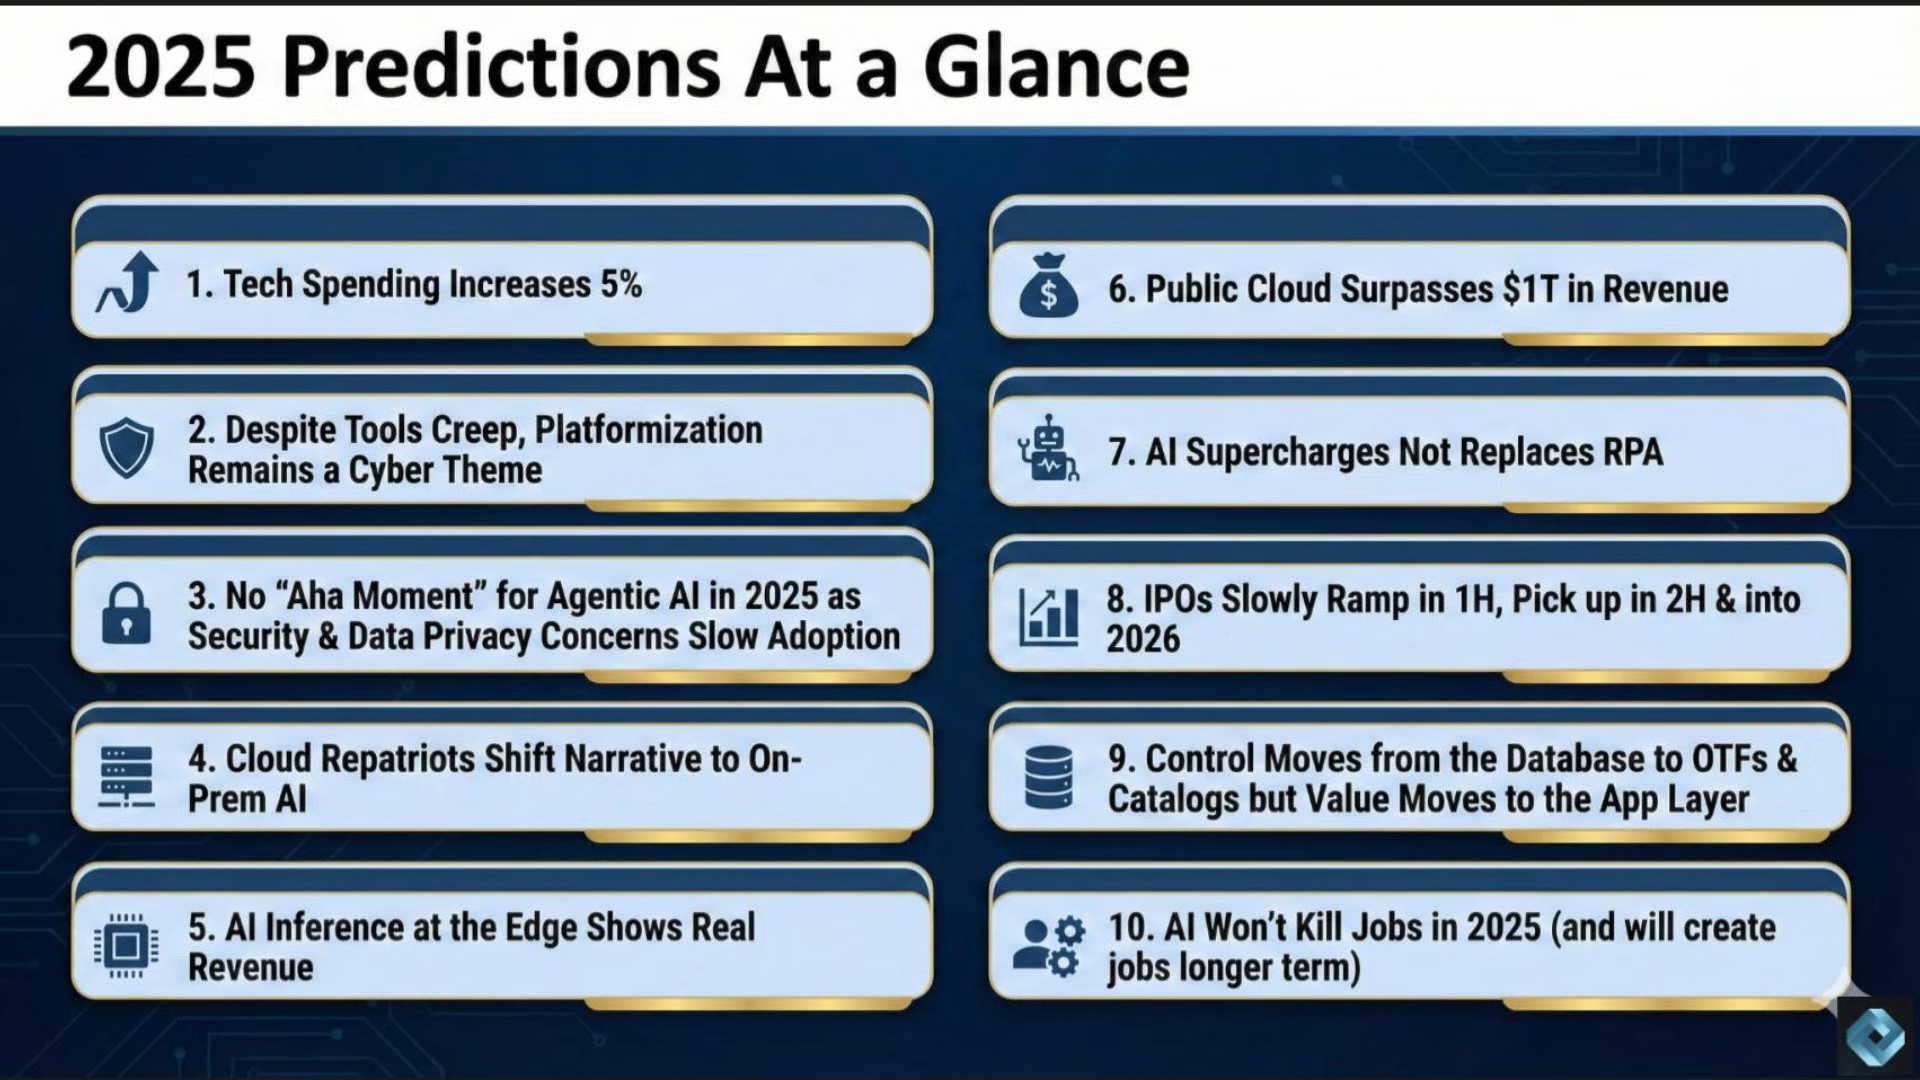 2025 Predictions At a Glance
1. Tech Spending Increases 5%
2. Despite Tools Creep, Platformization
Remains a Cyber Theme
3. No “Aha Moment” for Agentic AI in 2025 as
Security & Data Privacy Concerns Slow Adoption
4. Cloud Repatriots Shift Narrative to On-
Prem AI
5. AI Inference at the Edge Shows Real
Revenue
$
6. Public Cloud Surpasses $1T in Revenue
7. AI Supercharges Not Replaces RPA
8. IPOs Slowly Ramp in 1H, Pick up in 2H & into
2026
9. Control Moves from the Database to OTFs &
Catalogs but Value Moves to the App Layer
10. AI Won’t Kill Jobs in 2025 (and will create
jobs longer term)